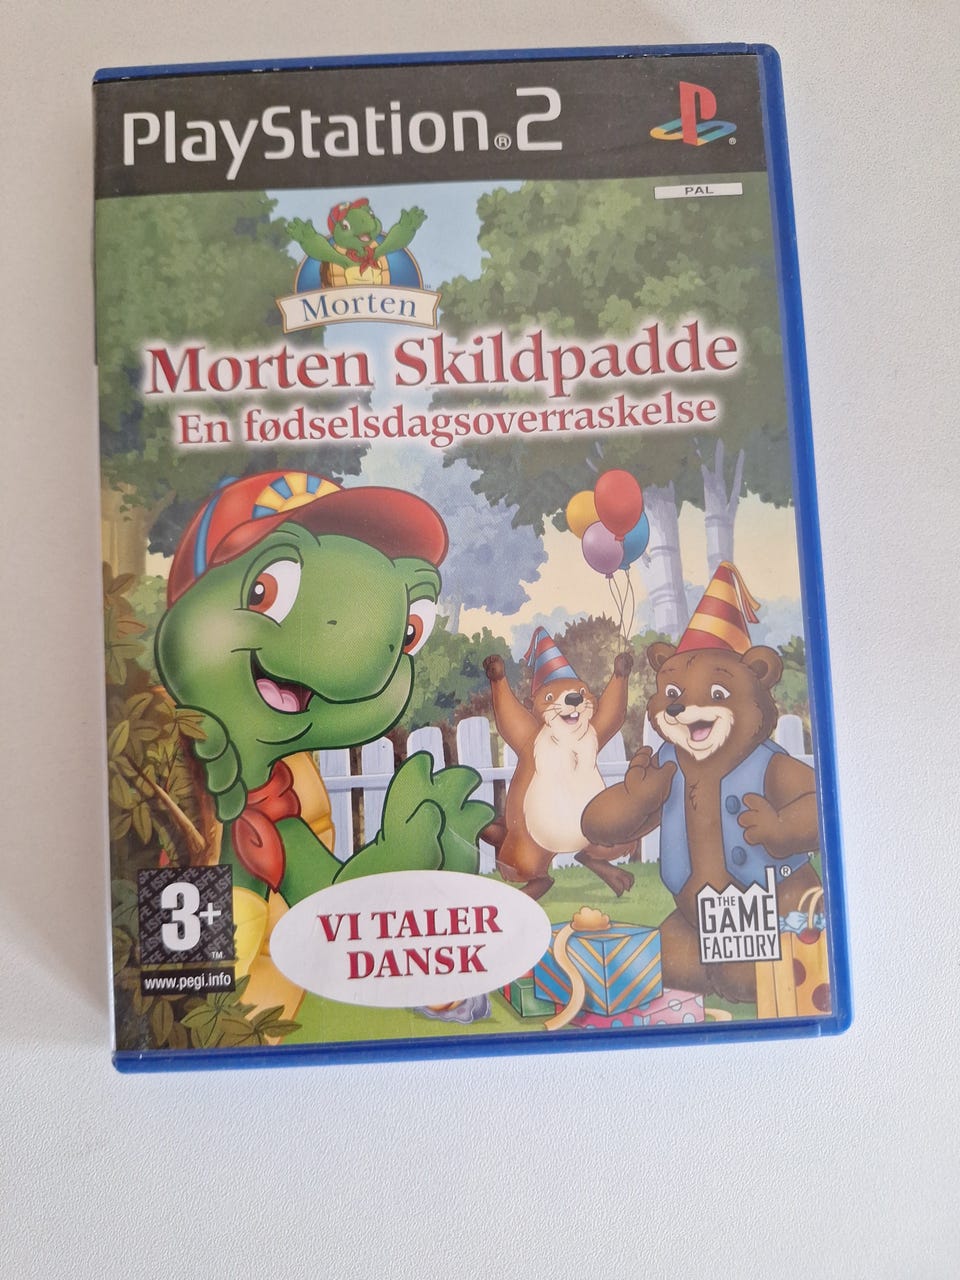 PlayStation®2
PAL
Morten
Morten Skildpadde
En fødselsdagsoverraskelse
VI TALER
DANSK
3+
www.pegi.info
THE
GAME
FACTORY